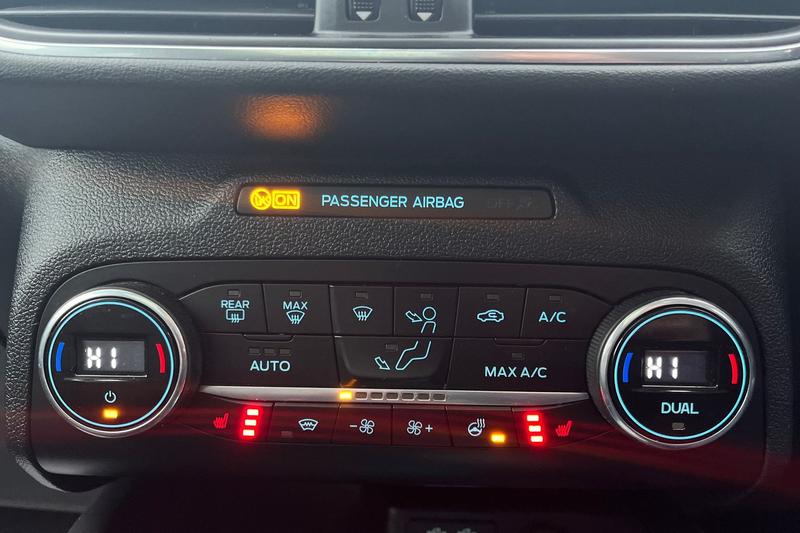 ON PASSENGER AIRBAG OFF
REAR MAX
A/C
HI HI
AUTO MAX A/C
DUAL